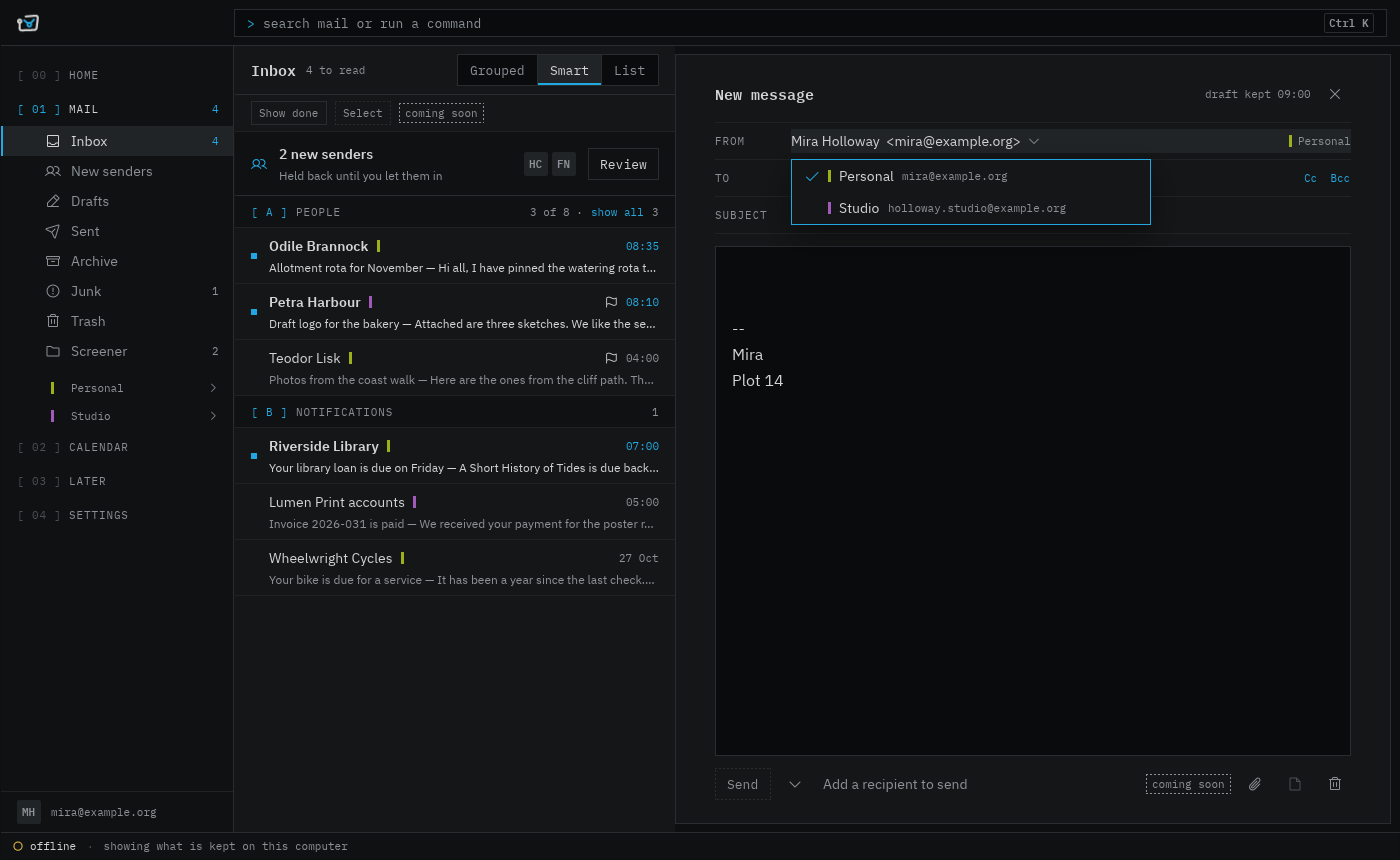 > search mail or run a command Ctrl K
[ 00 ] HOME
[ 01 ] MAIL 4
Inbox 4
New senders
Drafts
Sent
Archive
Junk 1
Trash
Screener 2
Personal
Studio
[ 02 ] CALENDAR
[ 03 ] LATER
[ 04 ] SETTINGS
MH mira@example.org
Inbox 4 to read Grouped Smart List
Show done Select coming soon
2 new senders
Held back until you let them in
HC FN Review
[ A ] PEOPLE 3 of 8 · show all 3
Odile Brannock 08:35
Allotment rota for November — Hi all, I have pinned the watering rota t…
Petra Harbour 08:10
Draft logo for the bakery — Attached are three sketches. We like the se…
Teodor Lisk 04:00
Photos from the coast walk — Here are the ones from the cliff path. Th…
[ B ] NOTIFICATIONS 1
Riverside Library 07:00
Your library loan is due on Friday — A Short History of Tides is due back…
Lumen Print accounts 05:00
Invoice 2026-031 is paid — We received your payment for the poster r…
Wheelwright Cycles 27 Oct
Your bike is due for a service — It has been a year since the last check.…
New message draft kept 09:00
FROM Mira Holloway <mira@example.org> Personal
TO Cc Bcc
SUBJECT
Personal mira@example.org
Studio holloway.studio@example.org
--
Mira
Plot 14
Send Add a recipient to send coming soon
offline · showing what is kept on this computer